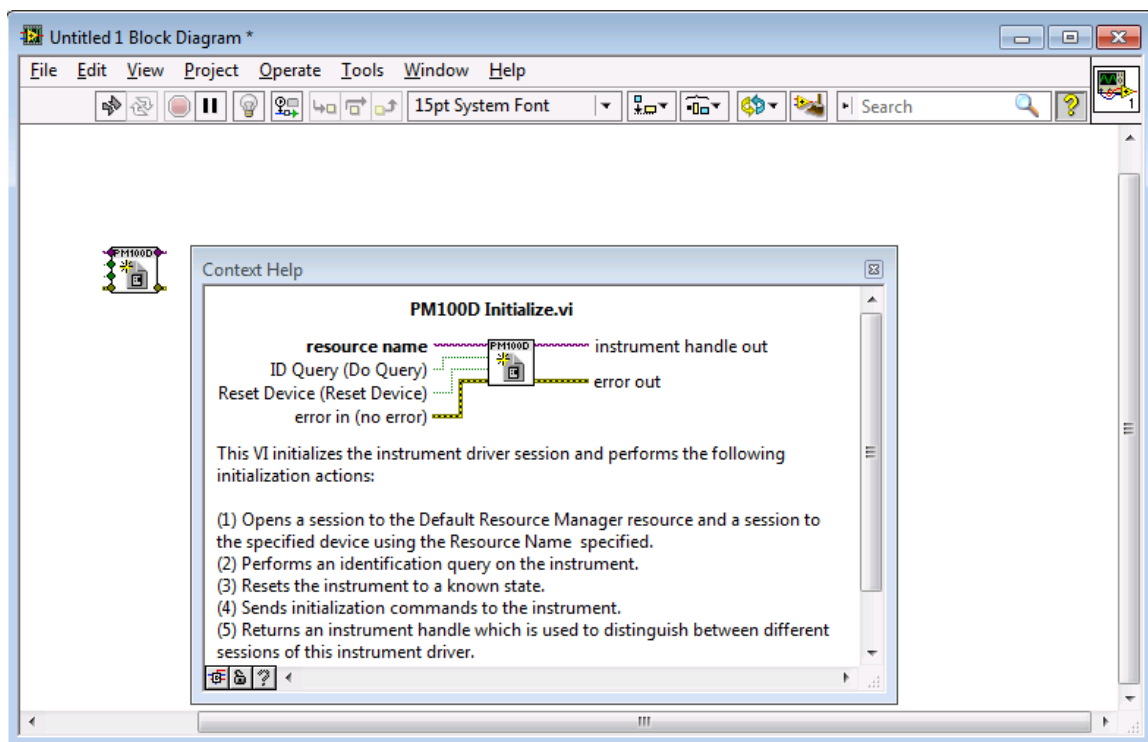 Untitled 1 Block Diagram *
File Edit View Project Operate Tools Window Help
15pt System Font Search
1
PM100D
Context Help
PM100D Initialize.vi
resource name PM100D instrument handle out
ID Query (Do Query)
error out
Reset Device (Reset Device)
error in (no error)
This VI initializes the instrument driver session and performs the following
initialization actions:
(1) Opens a session to the Default Resource Manager resource and a session to
the specified device using the Resource Name  specified.
(2) Performs an identification query on the instrument.
(3) Resets the instrument to a known state.
(4) Sends initialization commands to the instrument.
(5) Returns an instrument handle which is used to distinguish between different
sessions of this instrument driver.